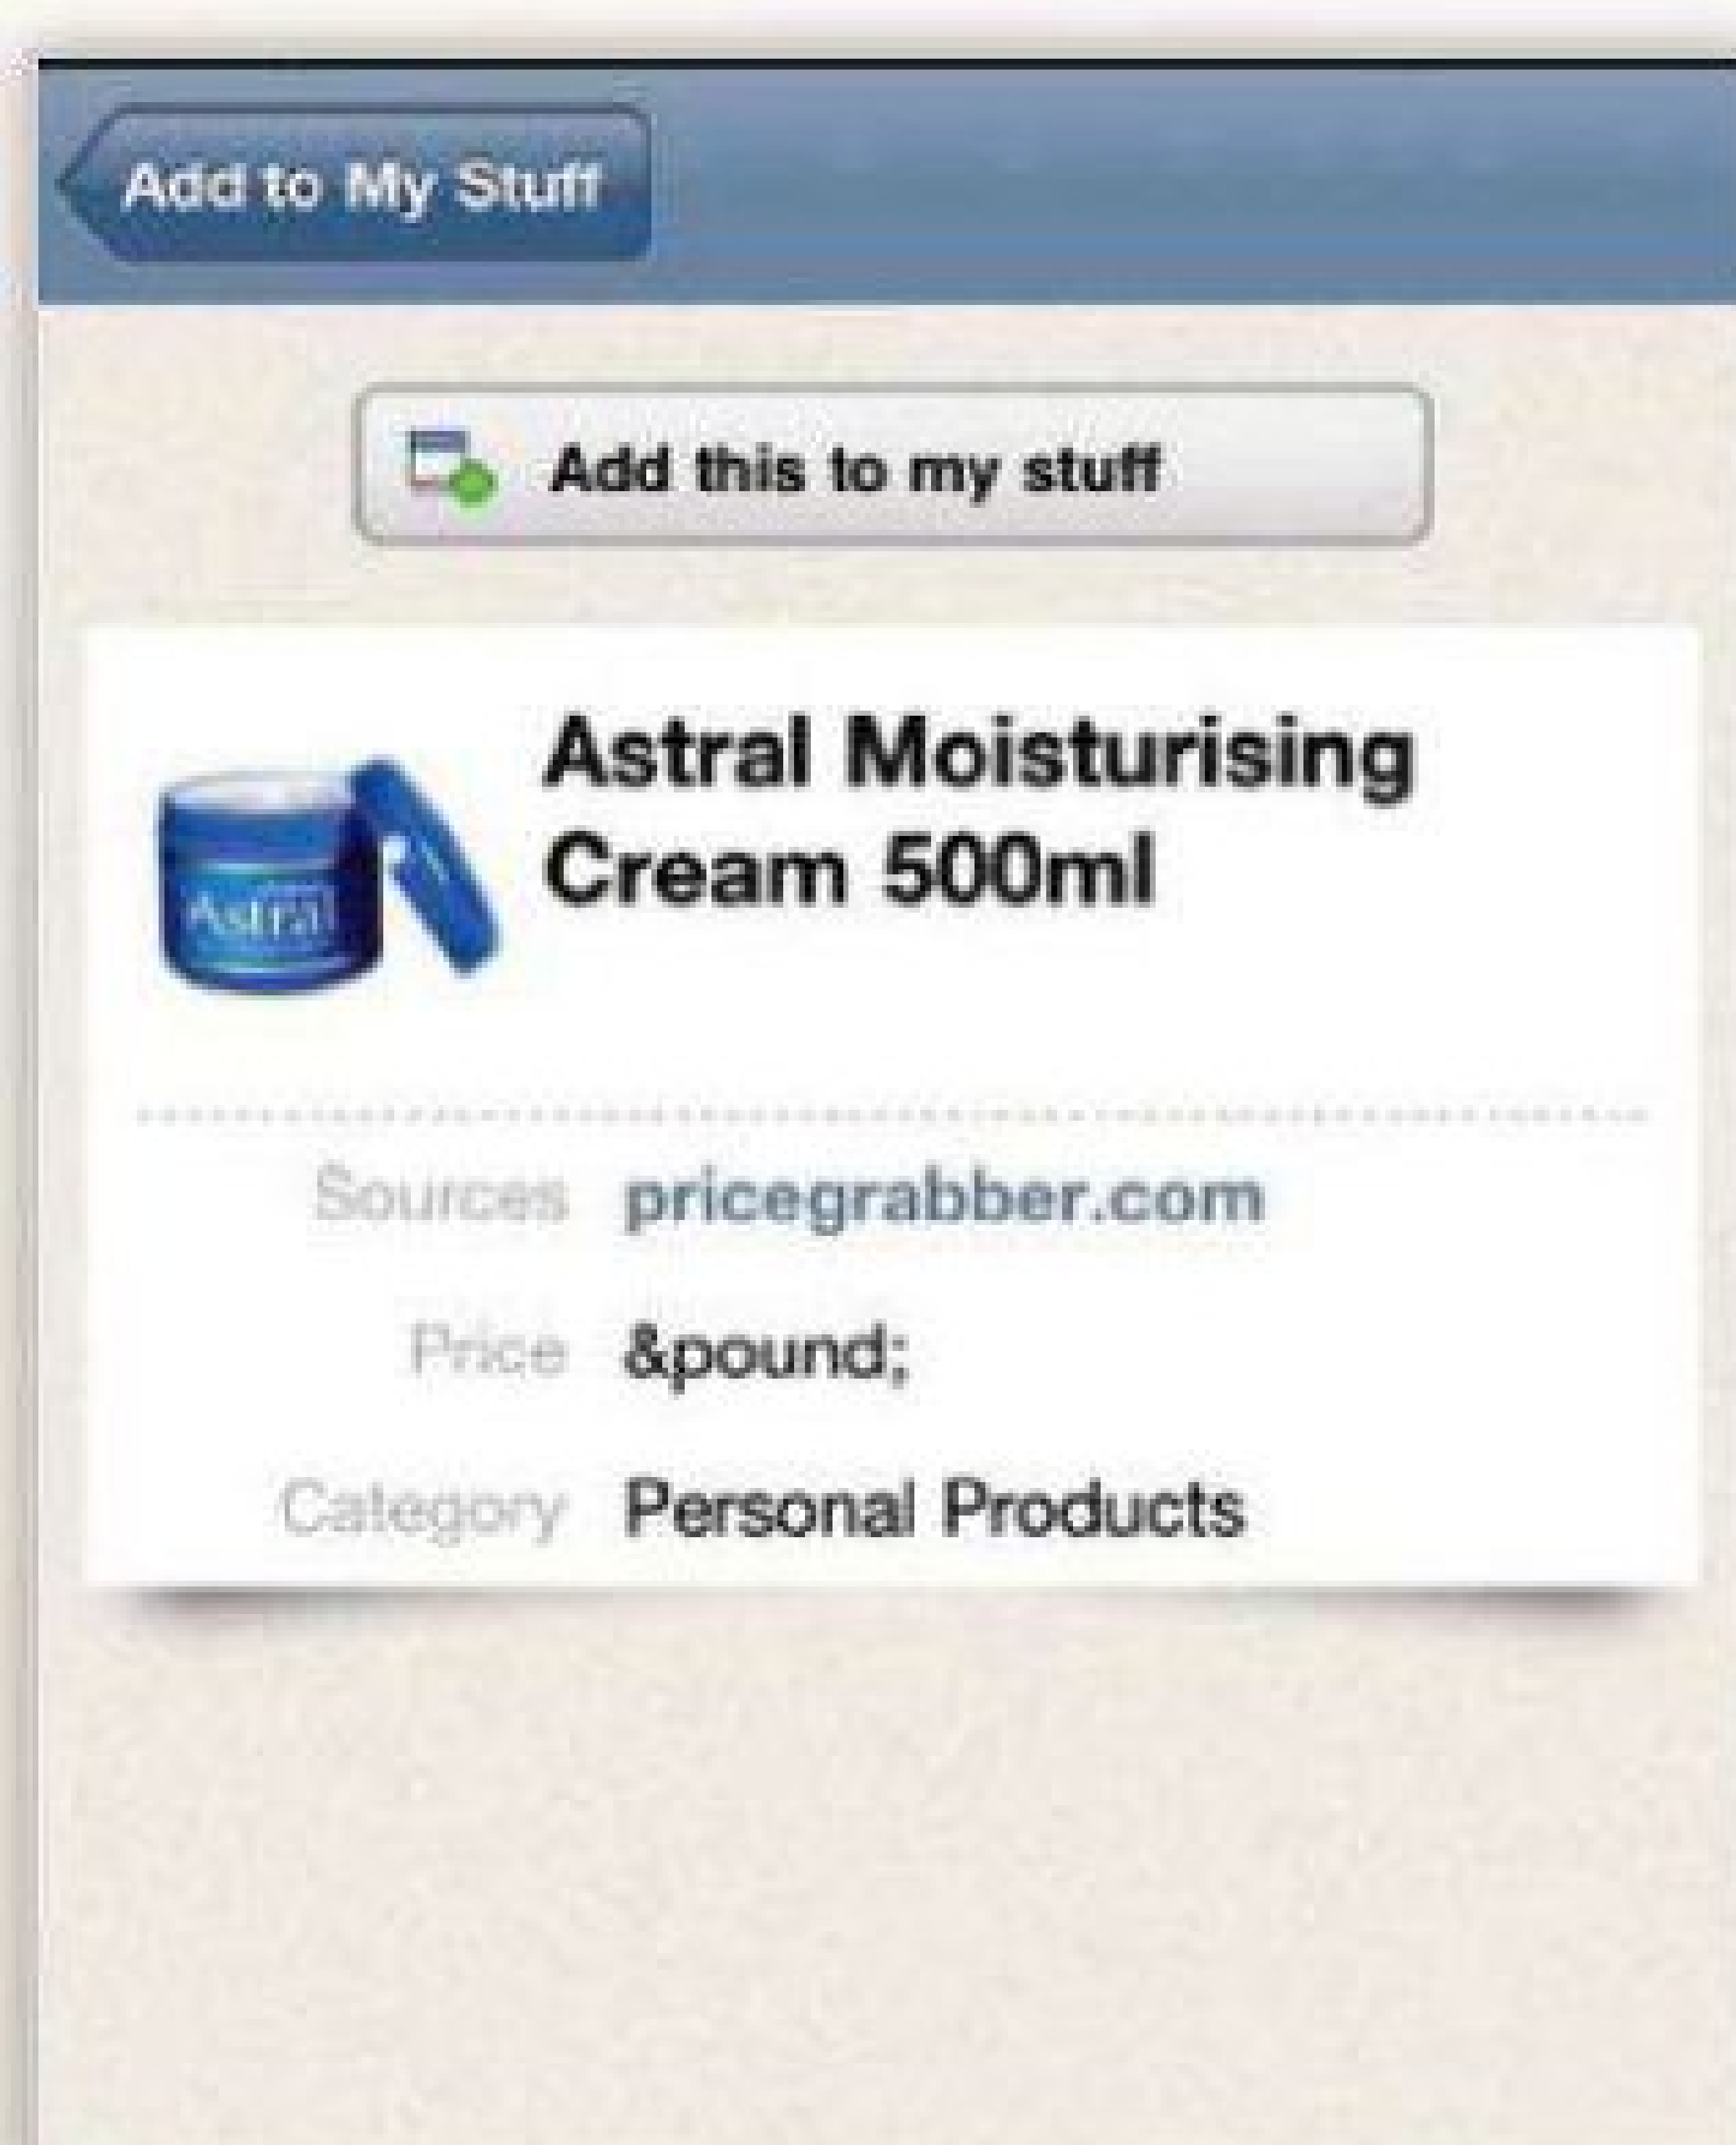 Add to My Stuff
Add this to my stuff
Astral Moisturising
Cream 500ml
Astral
Sources pricegrabber.com
Price &pound;
Category Personal Products